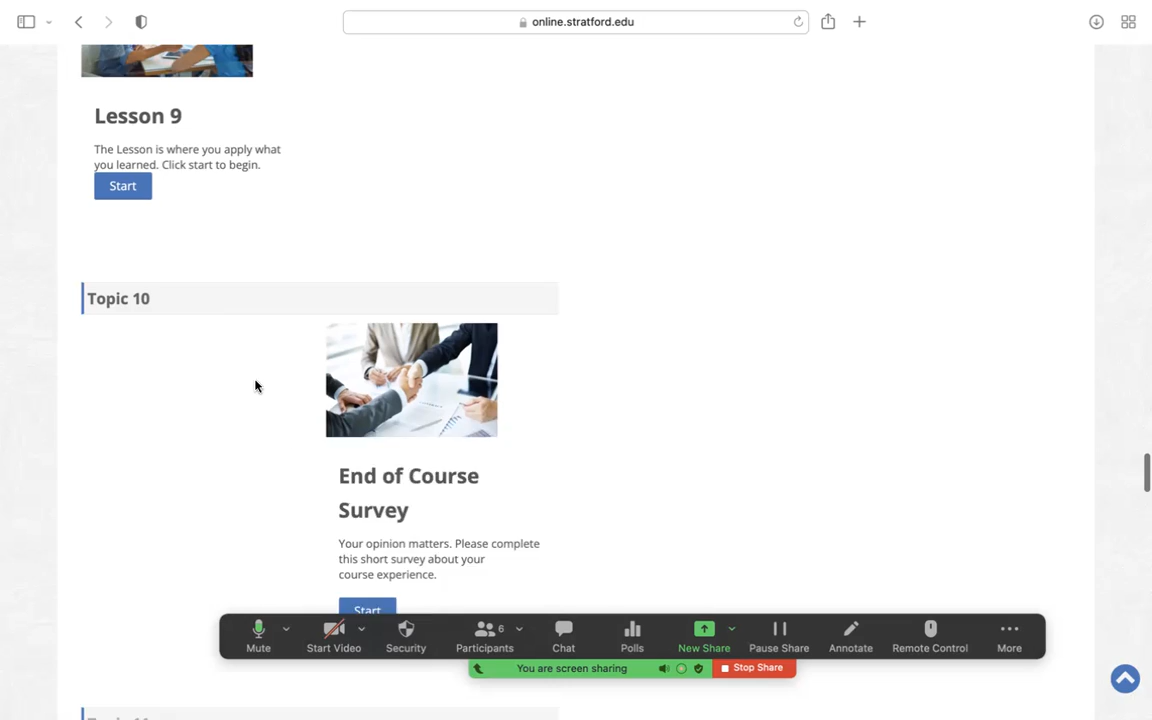 online.stratford.edu
Lesson 9
The Lesson is where you apply what
you learned. Click start to begin.
Start
Topic 10
End of Course
Survey
Your opinion matters. Please complete
this short survey about your
course experience.
Start
6
Mute
Start Video
Security
Participants
Chat
Polls
New Share
Pause Share
Annotate
Remote Control
More
You are screen sharing
Stop Share